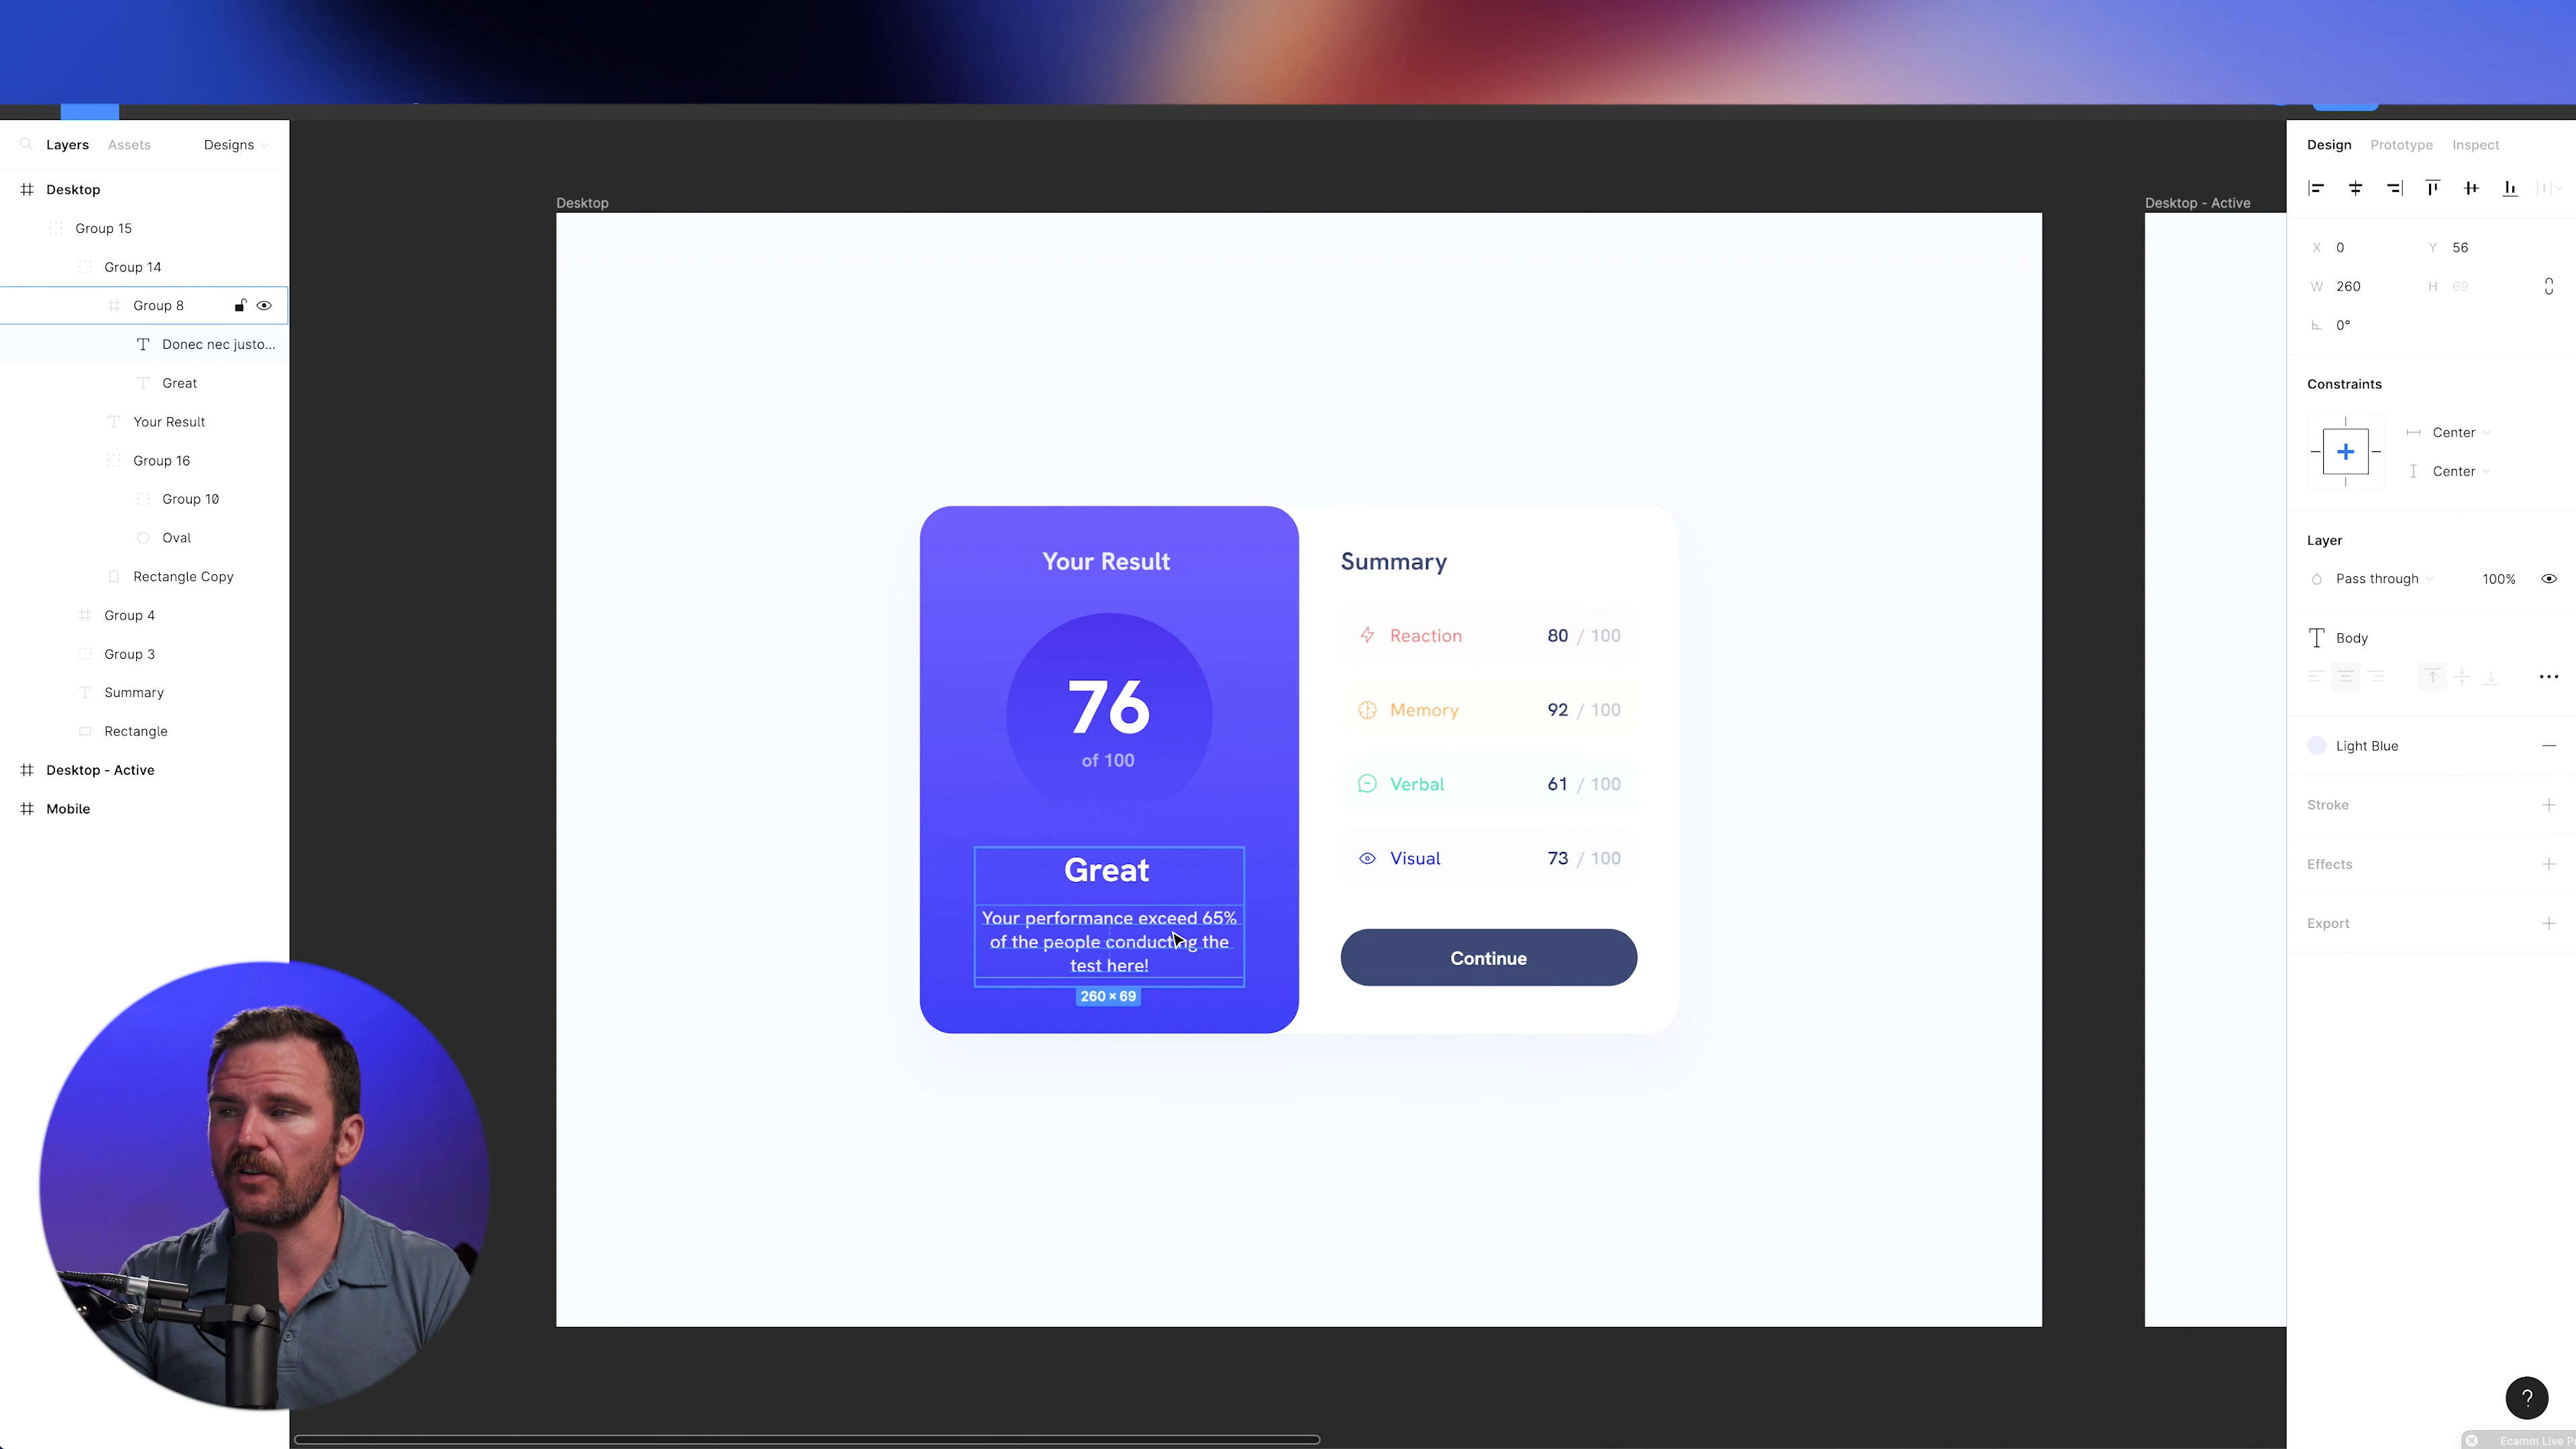 Layers Assets Designs
Desktop
Group 15
Group 14
Group 8
Donec nec justo...
Great
Your Result
Group 16
Group 10
Oval
Rectangle Copy
Group 4
Group 3
Summary
Rectangle
Desktop - Active
Mobile
Desktop
Your Result
76
of 100
Great
Your performance exceed 65%
of the people conducting the
test here!
260 × 69
Summary
Reaction 80 / 100
Memory 92 / 100
Verbal 61 / 100
Visual 73 / 100
Continue
Desktop - Active
Design Prototype Inspect
X 0 Y 56
W 260 H 69
0°
Constraints
Center
Center
Layer
Pass through 100%
Body
Light Blue
Stroke
Effects
Export
?
Ecamm Live